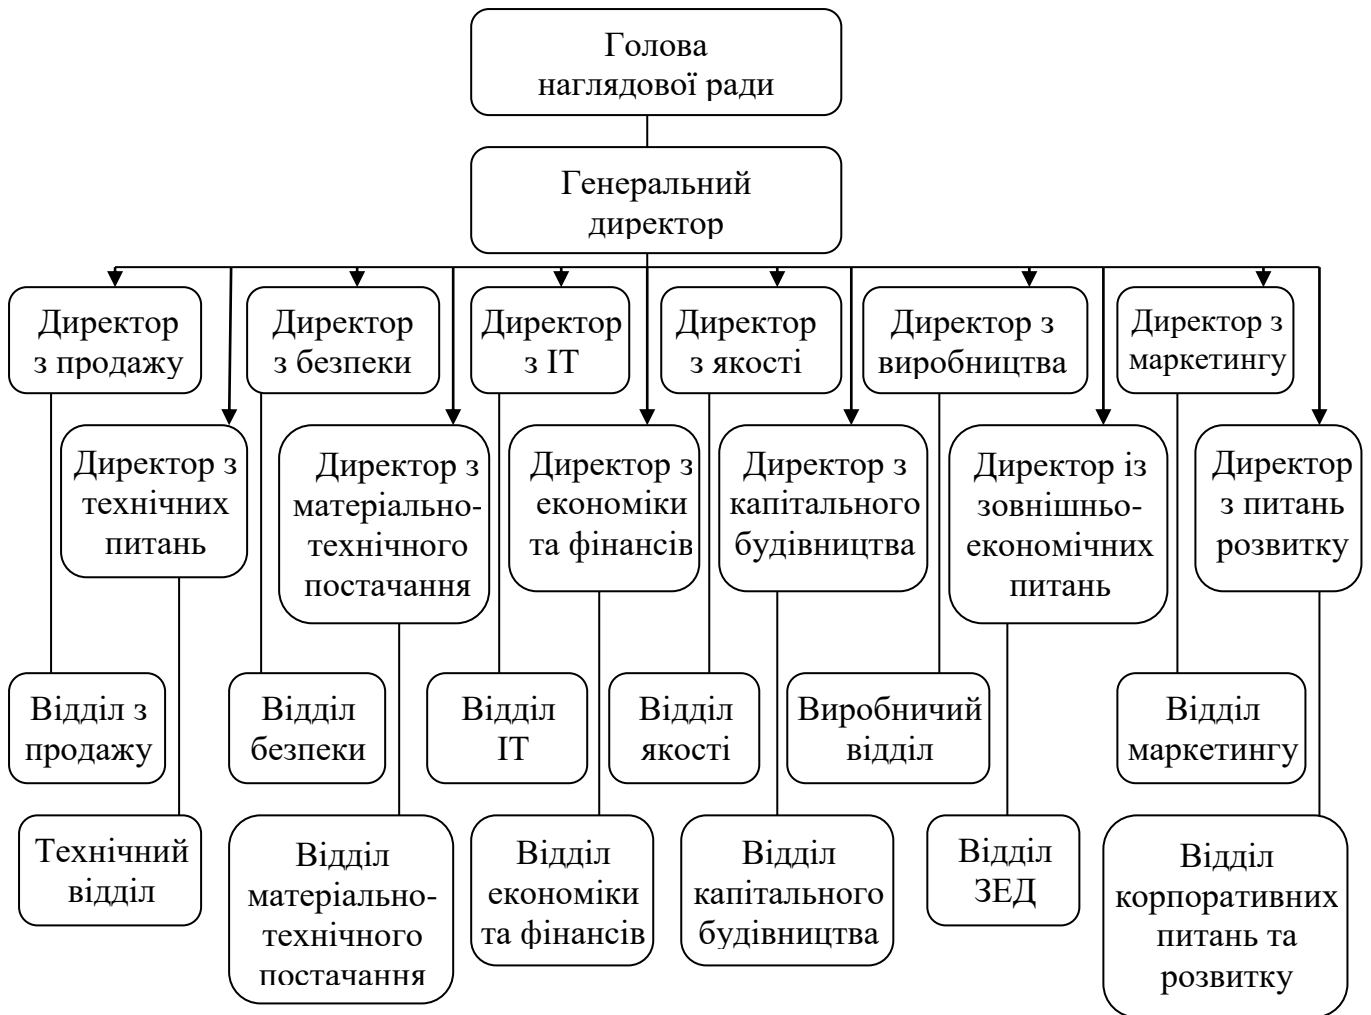 Голова
наглядової ради
Генеральний
директор
Директор
з продажу
Директор
з безпеки
Директор
з ІТ
Директор
з якості
Директор з
виробництва
Директор з
маркетингу
Директор з
технічних
питань
Директор з
матеріально-
технічного
постачання
Директор з
економіки
та фінансів
Директор з
капітального
будівництва
Директор із
зовнішньо-
економічних
питань
Директор
з питань
розвитку
Відділ з
продажу
Відділ
безпеки
Відділ
ІТ
Відділ
якості
Виробничий
відділ
Відділ
маркетингу
Технічний
відділ
Відділ
матеріально-
технічного
постачання
Відділ
економіки
та фінансів
Відділ
капітального
будівництва
Відділ
ЗЕД
Відділ
корпоративних
питань та
розвитку